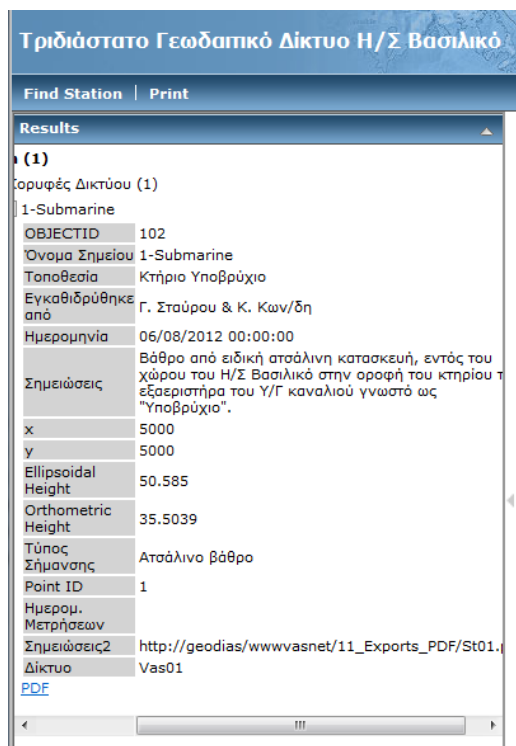 Τριδιάστατο Γεωδαιτικό Δίκτυο Η/Σ Βασιλικό
Find Station | Print
Results
(1)
Κορυφές Δικτύου (1)
1-Submarine
OBJECTID 102
Όνομα Σημείου 1-Submarine
Τοποθεσία Κτήριο Υποβρύχιο
Εγκαθιδρύθηκε
από Γ. Σταύρου & Κ. Κων/δη
Ημερομηνία 06/08/2012 00:00:00
Σημειώσεις Βάθρο από ειδική ατσάλινη κατασκευή, εντός του
χώρου του Η/Σ Βασιλικό στην οροφή του κτηρίου τ
εξαεριστήρα του Υ/Γ καναλιού γνωστό ως
"Υποβρύχιο".
x 5000
y 5000
Ellipsoidal
Height 50.585
Orthometric
Height 35.5039
Τύπος
Σήμανσης Ατσάλινο βάθρο
Point ID 1
Ημερομ.
Μετρήσεων
Σημειώσεις2 http://geodias/wwwvasnet/11_Exports_PDF/St01.p
Δίκτυο Vas01
PDF